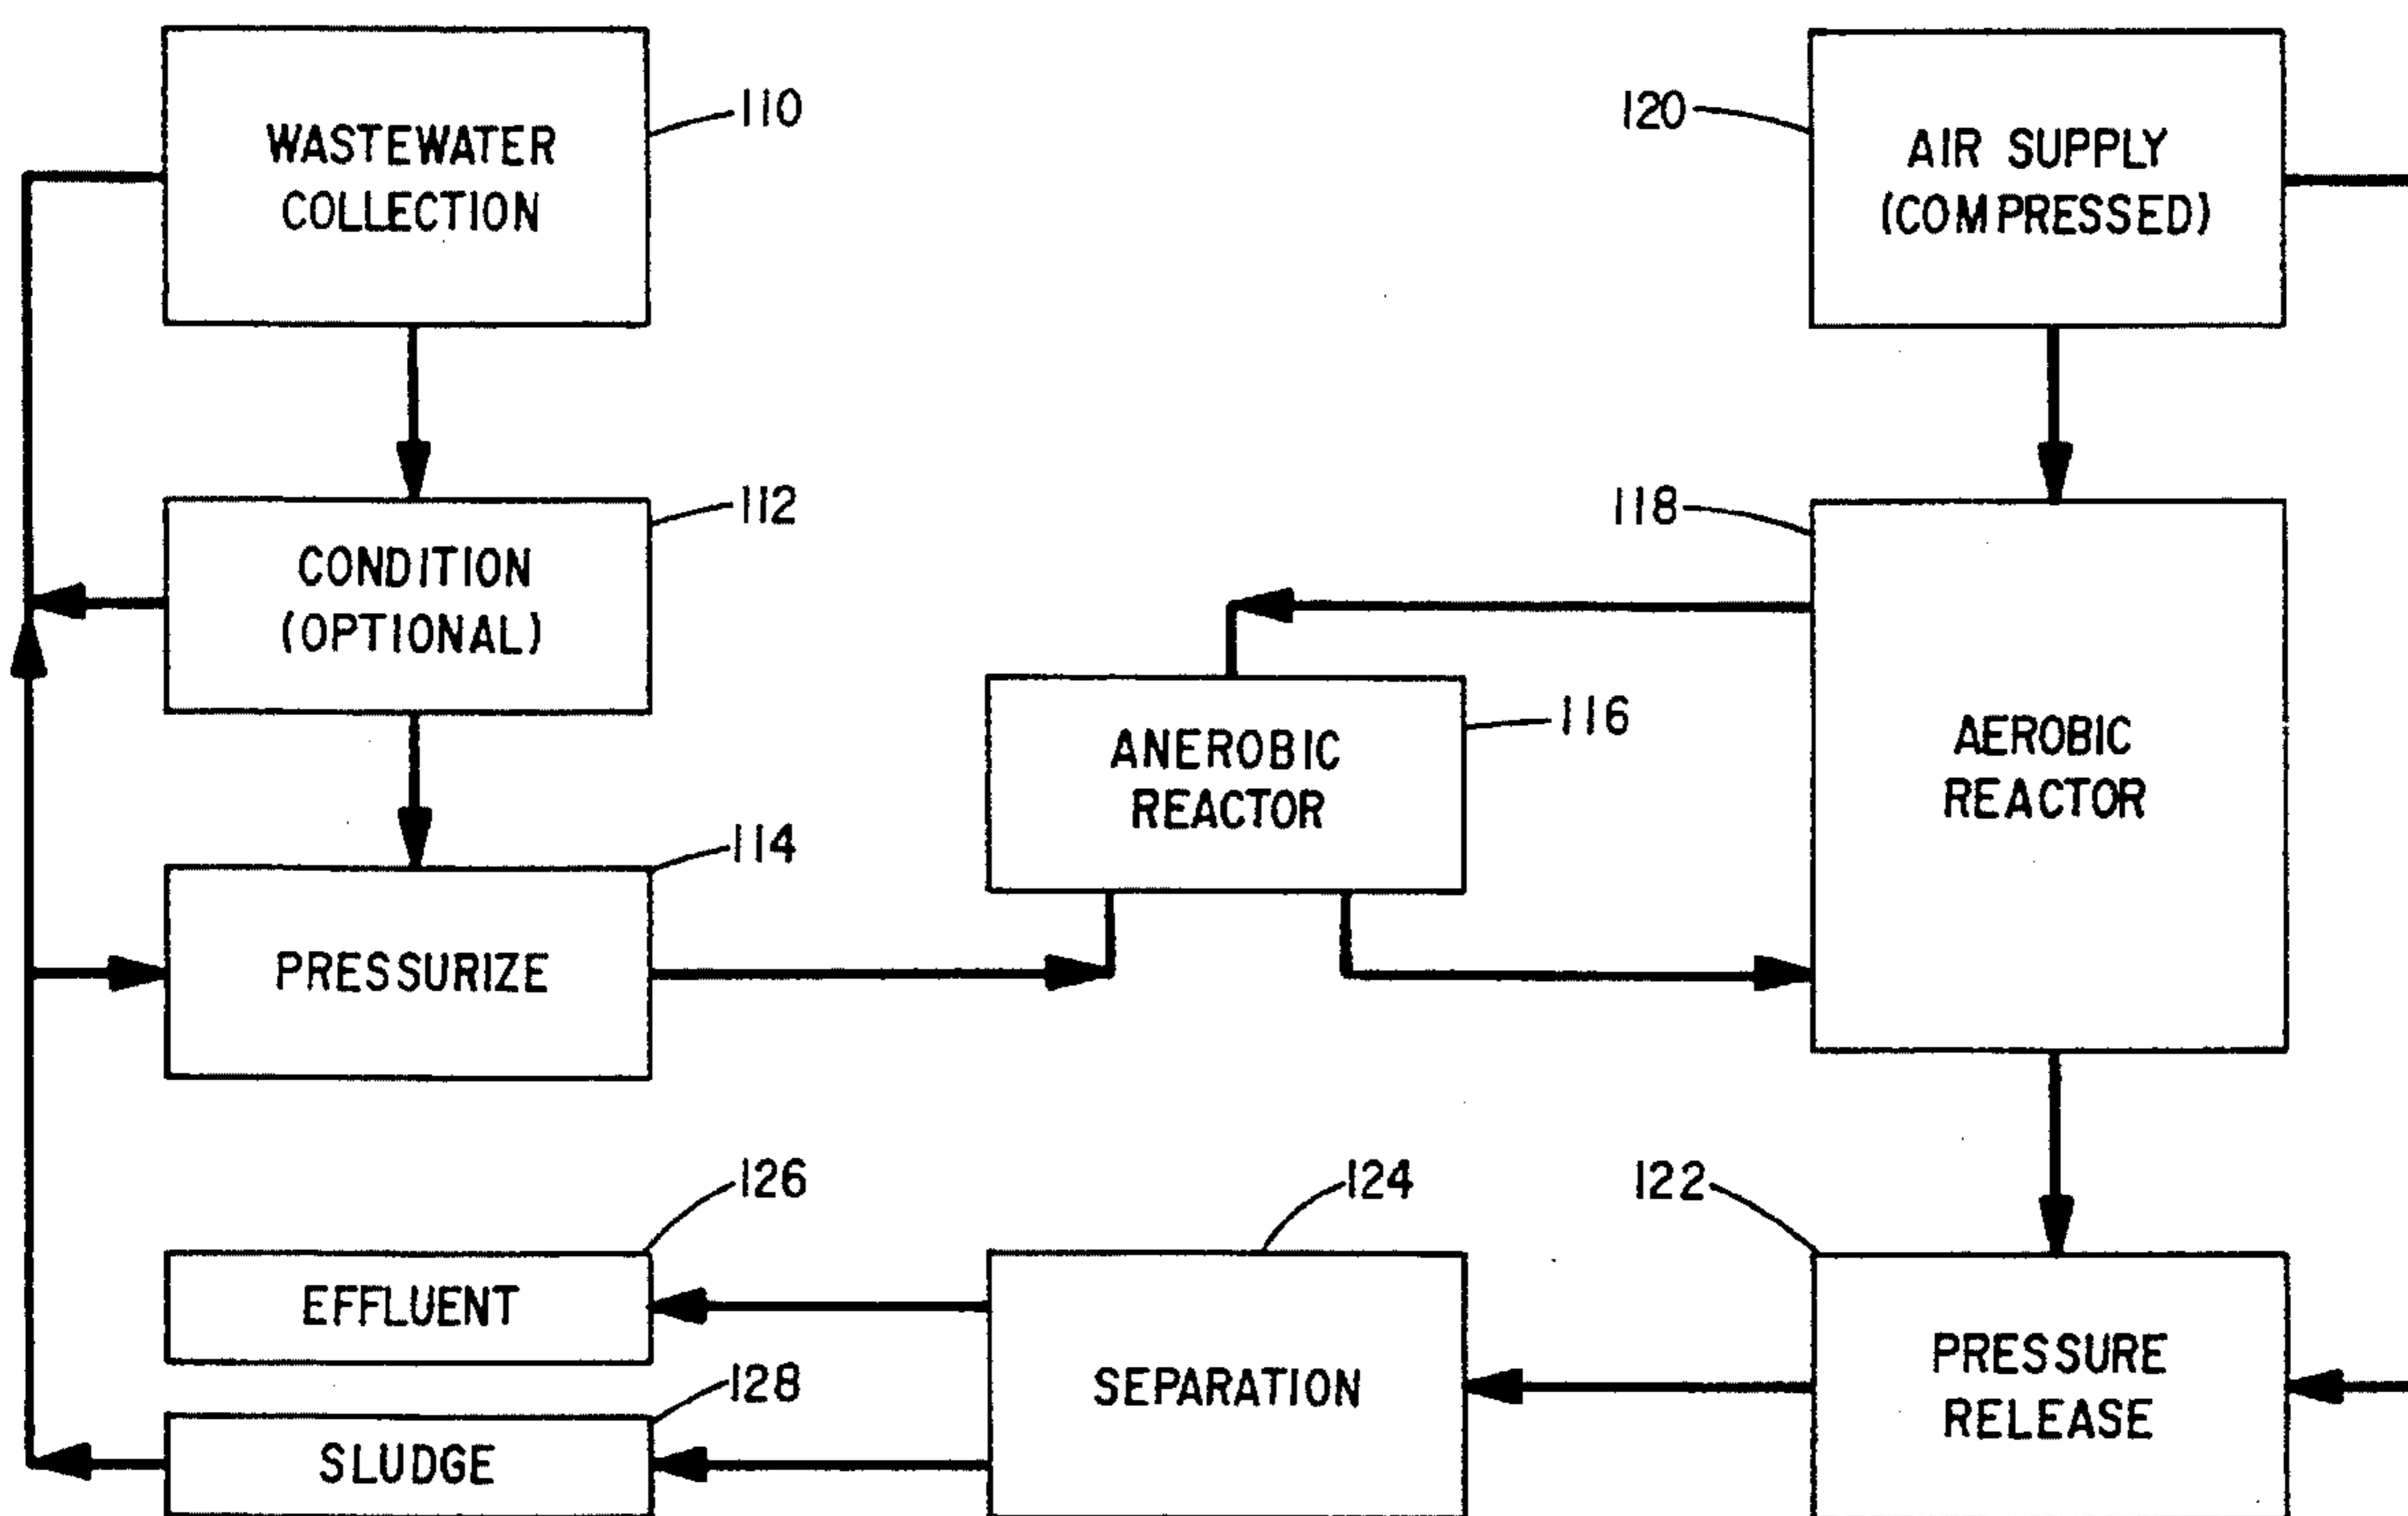 110
WASTEWATER
COLLECTION
120
AIR SUPPLY
(COMPRESSED)
112
CONDITION
(OPTIONAL)
118
AEROBIC
REACTOR
116
ANEROBIC
REACTOR
114
PRESSURIZE
126
EFFLUENT
124
SEPARATION
122
PRESSURE
RELEASE
128
SLUDGE